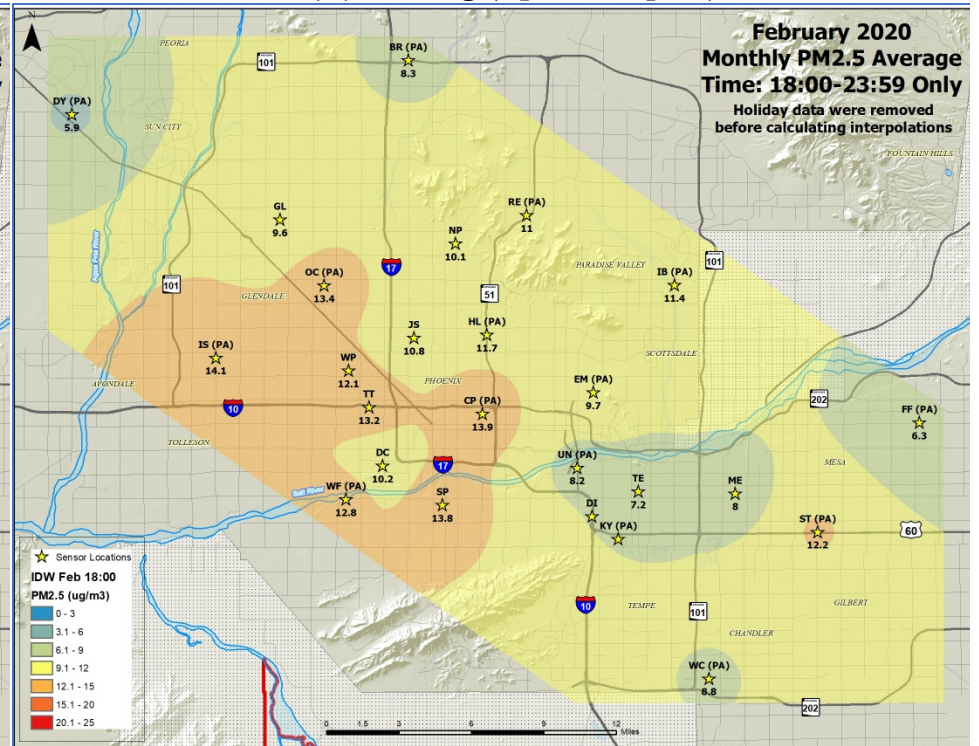 February 2020
Monthly PM2.5 Average
Time: 18:00-23:59 Only
Holiday data were removed
before calculating interpolations
PEORIA
BR (PA)
8.3
101
DY (PA)
5.9
SUN CITY
FOUNTAIN HILLS
Agua Fria River
GL
9.6
RE (PA)
11
NP
10.1
17
PARADISE VALLEY
101
OC (PA)
13.4
IB (PA)
11.4
101
GLENDALE
51
JS
10.8
HL (PA)
11.7
IS (PA)
14.1
SCOTTSDALE
WP
12.1
AVONDALE
PHOENIX
EM (PA)
9.7
TT
13.2
CP (PA)
13.9
202
10
FF (PA)
6.3
TOLLESON
DC
10.2
17
UN (PA)
8.2
MESA
Salt River
TE
7.2
ME
8
WF (PA)
12.8
SP
13.8
DI
KY (PA)
ST (PA)
12.2
60
Sensor Locations
IDW Feb 18:00
PM2.5 (ug/m3)
0 - 3
3.1 - 6
6.1 - 9
9.1 - 12
12.1 - 15
15.1 - 20
20.1 - 25
10
TEMPE
101
GILBERT
CHANDLER
WC (PA)
8.8
202
0 3 6 9 12
Miles